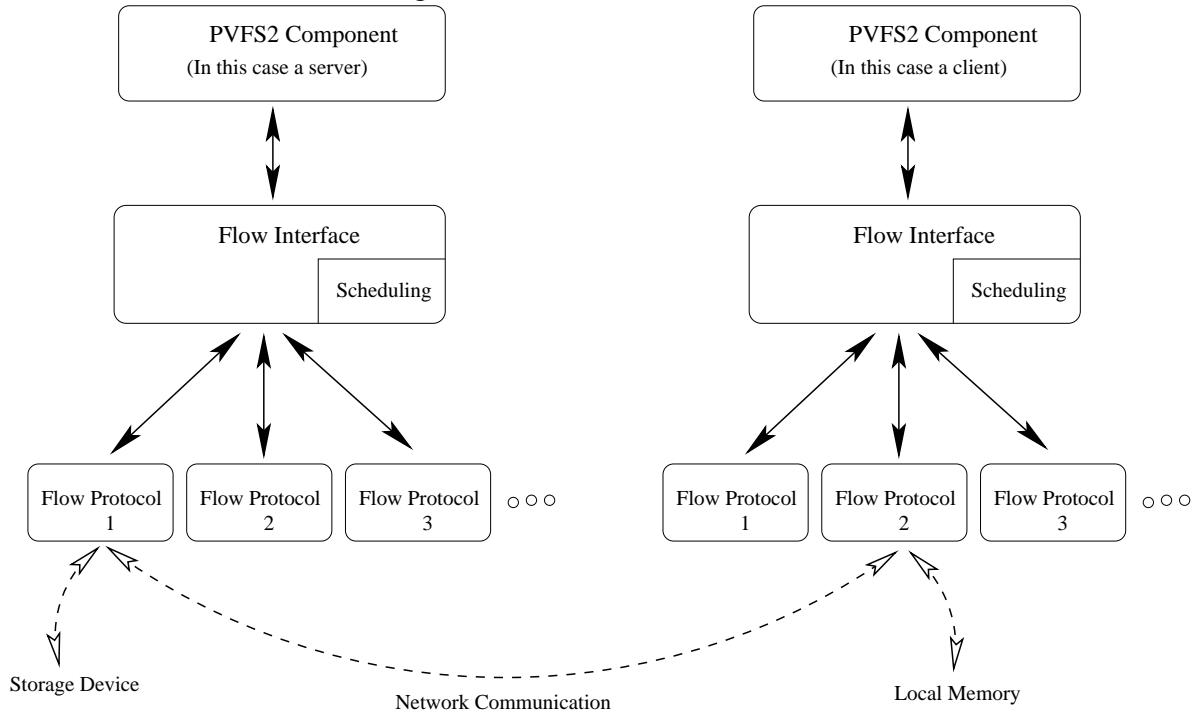 PVFS2 Component
(In this case a server)
PVFS2 Component
(In this case a client)
Flow Interface
Scheduling
Flow Interface
Scheduling
Flow Protocol
1
Flow Protocol
2
Flow Protocol
3
Flow Protocol
1
Flow Protocol
2
Flow Protocol
3
Storage Device
Network Communication
Local Memory